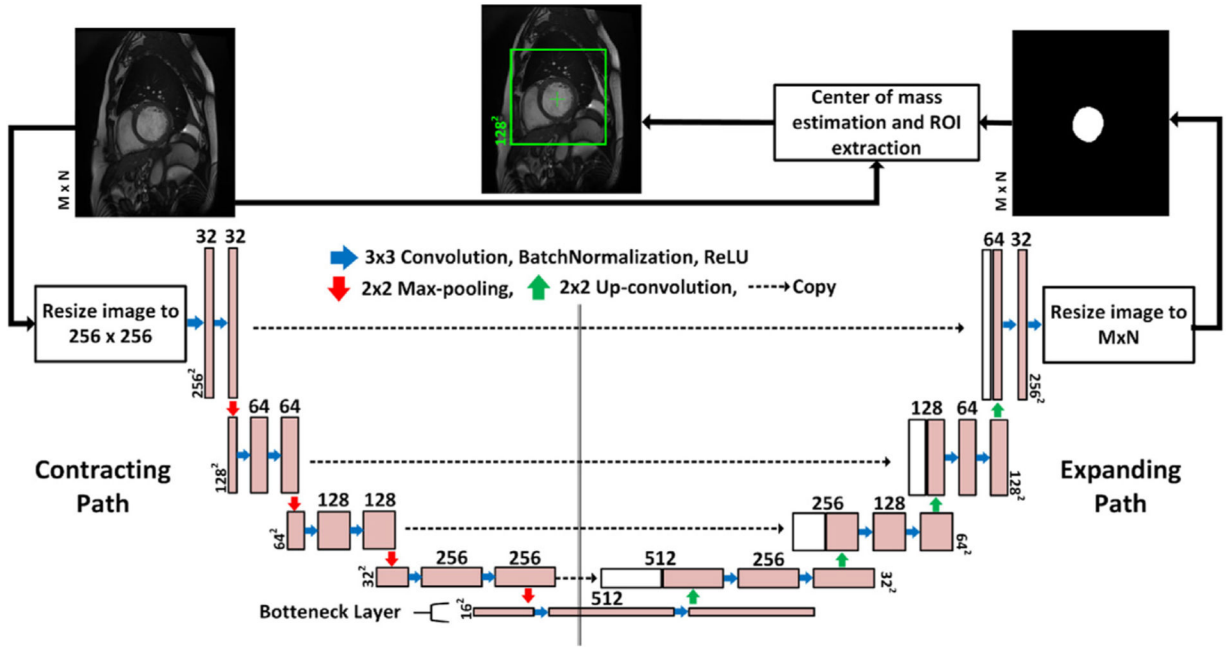 M x N
128²
Center of mass
estimation and ROI
extraction
M x N
32 32
3x3 Convolution, BatchNormalization, ReLU
2x2 Max-pooling, 2x2 Up-convolution, Copy
64 32
Resize image to
256 x 256
256²
Resize image to
MxN
256²
64 64
128²
128 64
128²
Contracting
Path
Expanding
Path
128 128
64²
256 128
64²
256 256
32²
512 256
32²
Botteneck Layer
16²
512